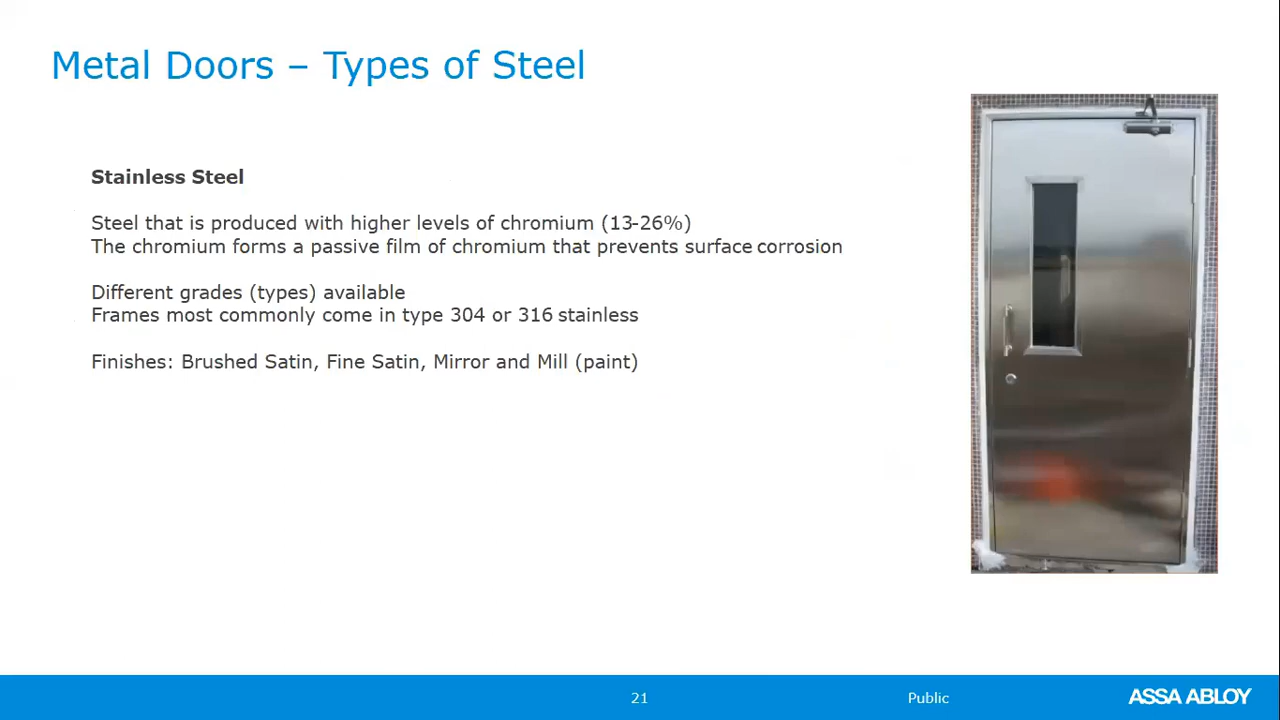 Metal Doors – Types of Steel
Stainless Steel
Steel that is produced with higher levels of chromium (13-26%)
The chromium forms a passive film of chromium that prevents surface corrosion
Different grades (types) available
Frames most commonly come in type 304 or 316 stainless
Finishes: Brushed Satin, Fine Satin, Mirror and Mill (paint)
21
Public
ASSA ABLOY